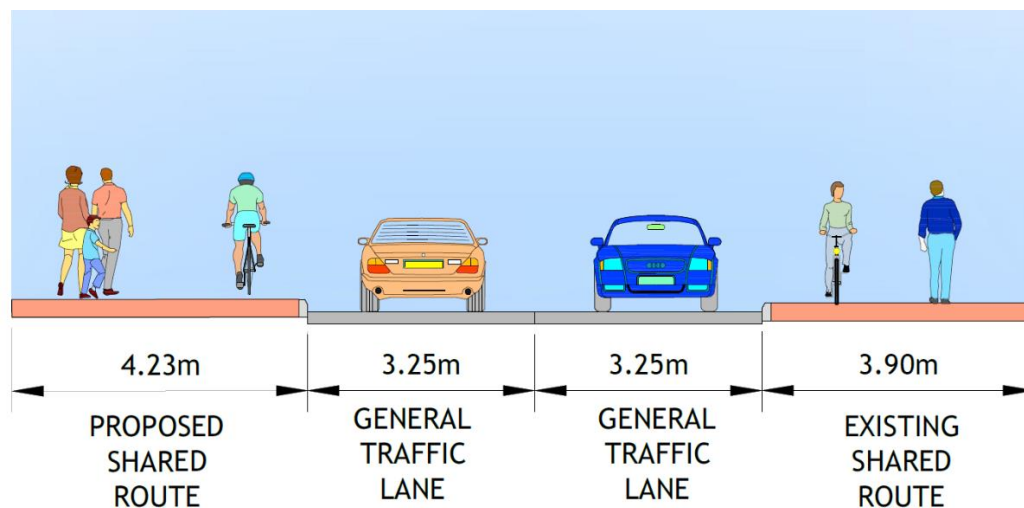 4.23m
3.25m
3.25m
3.90m
PROPOSED
SHARED
ROUTE
GENERAL
TRAFFIC
LANE
GENERAL
TRAFFIC
LANE
EXISTING
SHARED
ROUTE